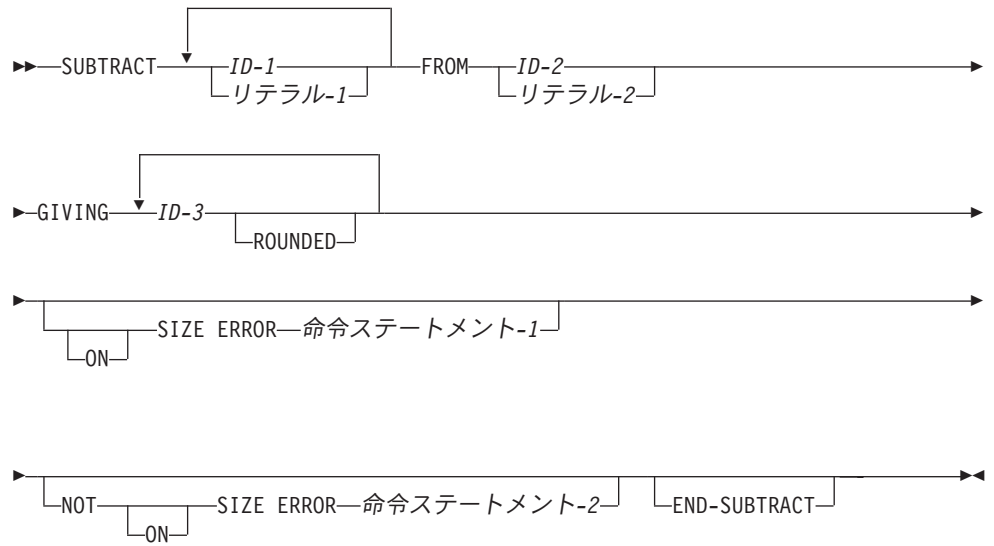 SUBTRACT ID-1 FROM ID-2
リテラル-1 リテラル-2
GIVING ID-3
ROUNDED
SIZE ERROR 命令ステートメント-1
ON
NOT SIZE ERROR 命令ステートメント-2 END-SUBTRACT
ON